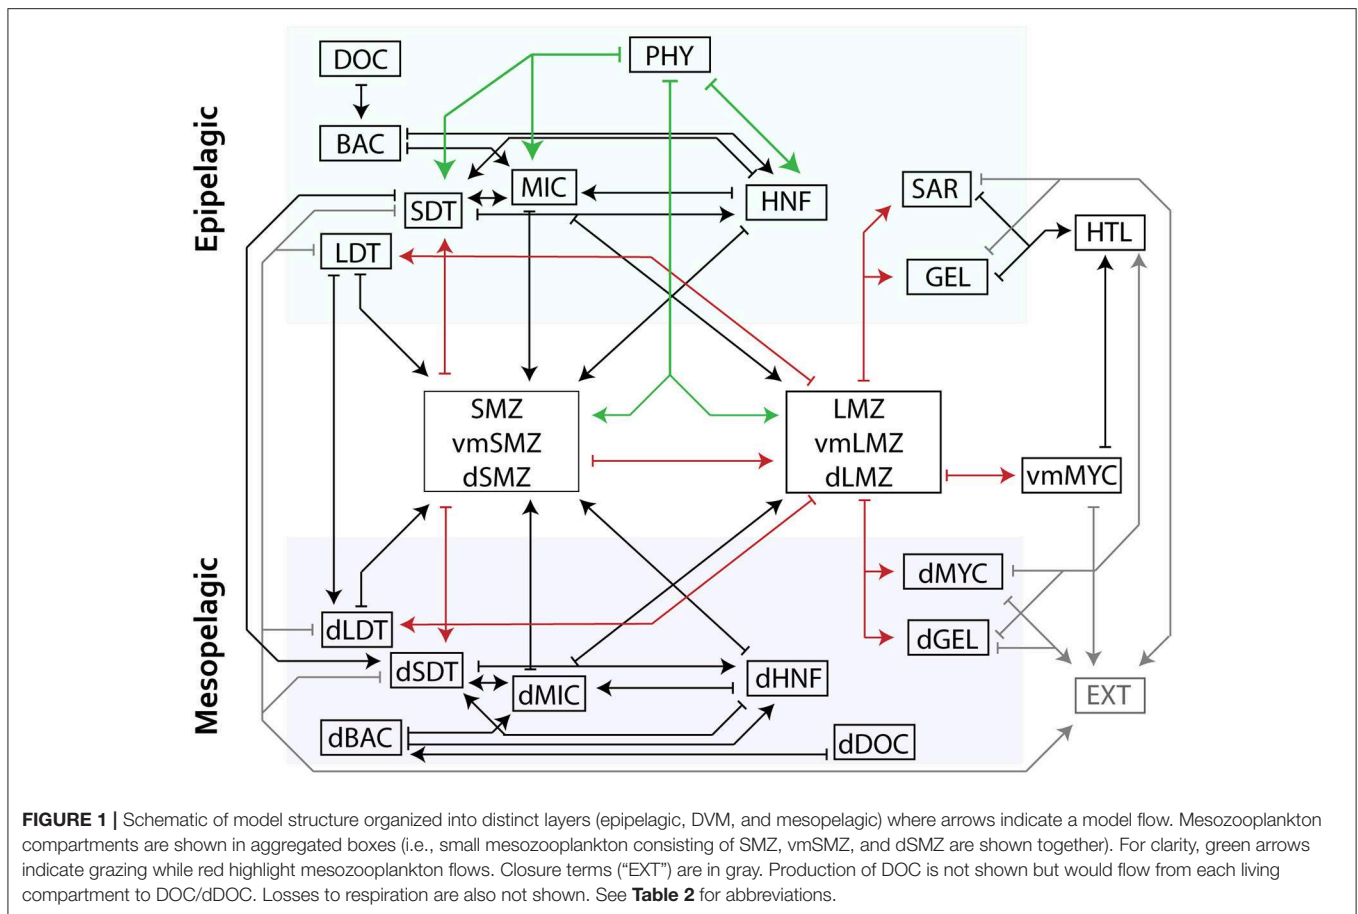 Epipelagic
DOC
PHY
BAC
MIC
SDT
HNF
SAR
HTL
LDT
GEL
SMZ
vmSMZ
dSMZ
LMZ
vmLMZ
dLMZ
vmMYC
Mesopelagic
dMYC
dLDT
dGEL
dSDT
dMIC
dHNF
EXT
dBAC
dDOC
FIGURE 1 | Schematic of model structure organized into distinct layers (epipelagic, DVM, and mesopelagic) where arrows indicate a model flow. Mesozooplankton
compartments are shown in aggregated boxes (i.e., small mesozooplankton consisting of SMZ, vmSMZ, and dSMZ are shown together). For clarity, green arrows
indicate grazing while red highlight mesozooplankton flows. Closure terms (“EXT”) are in gray. Production of DOC is not shown but would flow from each living
compartment to DOC/dDOC. Losses to respiration are also not shown. See Table 2 for abbreviations.